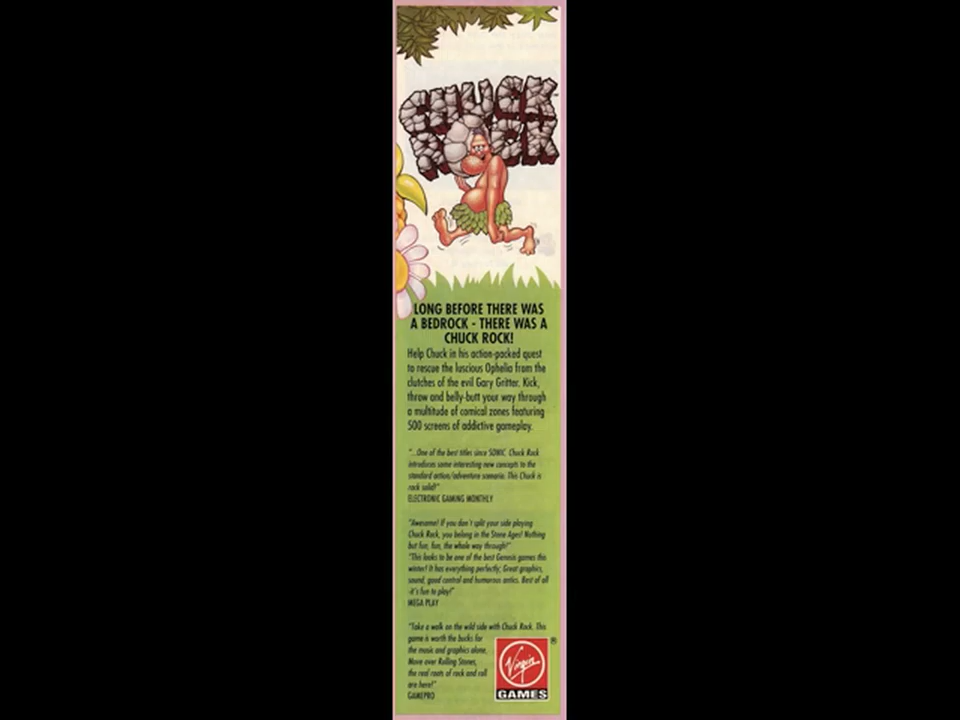 CHUCK
ROCK
LONG BEFORE THERE WAS
A BEDROCK - THERE WAS A
CHUCK ROCK!
Help Chuck in his action-packed quest
to rescue the luscious Ophelia from the
clutches of the evil Gary Gritter. Kick,
throw and belly-butt your way through
a multitude of comical zones featuring
500 screens of addictive gameplay.
"...One of the best titles since SONIC. Chuck Rock
introduces some interesting new concepts to the
standard action/adventure scenario. This Chuck is
rock solid!"
ELECTRONIC GAMING MONTHLY
"Awesome! If you don't split your side playing
Chuck Rock, you belong in the Stone Ages! Nothing
but fun, fun, the whole way through!"
"This looks to be one of the best Genesis games this
winter! It has everything perfectly; Great graphics,
sound, good control and humorous antics. Best of all
-it's fun to play!"
MEGA PLAY
"Take a walk on the wild side with Chuck Rock. This
game is worth the bucks for
the music and graphics alone.
Move over Rolling Stones,
the real roots of rock and roll
are here!"
GAMEPRO
Virgin ®
GAMES